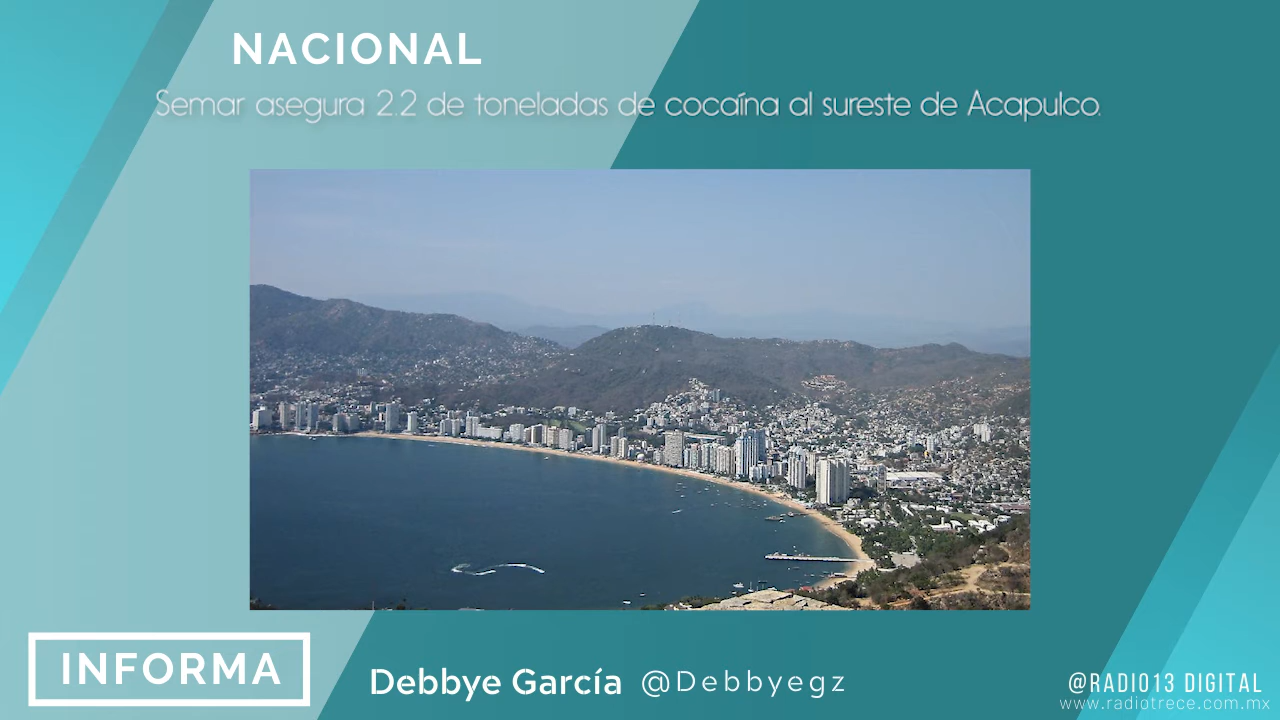 NACIONAL
Semar asegura 2.2 de toneladas de cocaína al sureste de Acapulco.
INFORMA
Debbye García @Debbyegz
@RADIO13 DIGITAL
www.radiotrece.com.mx